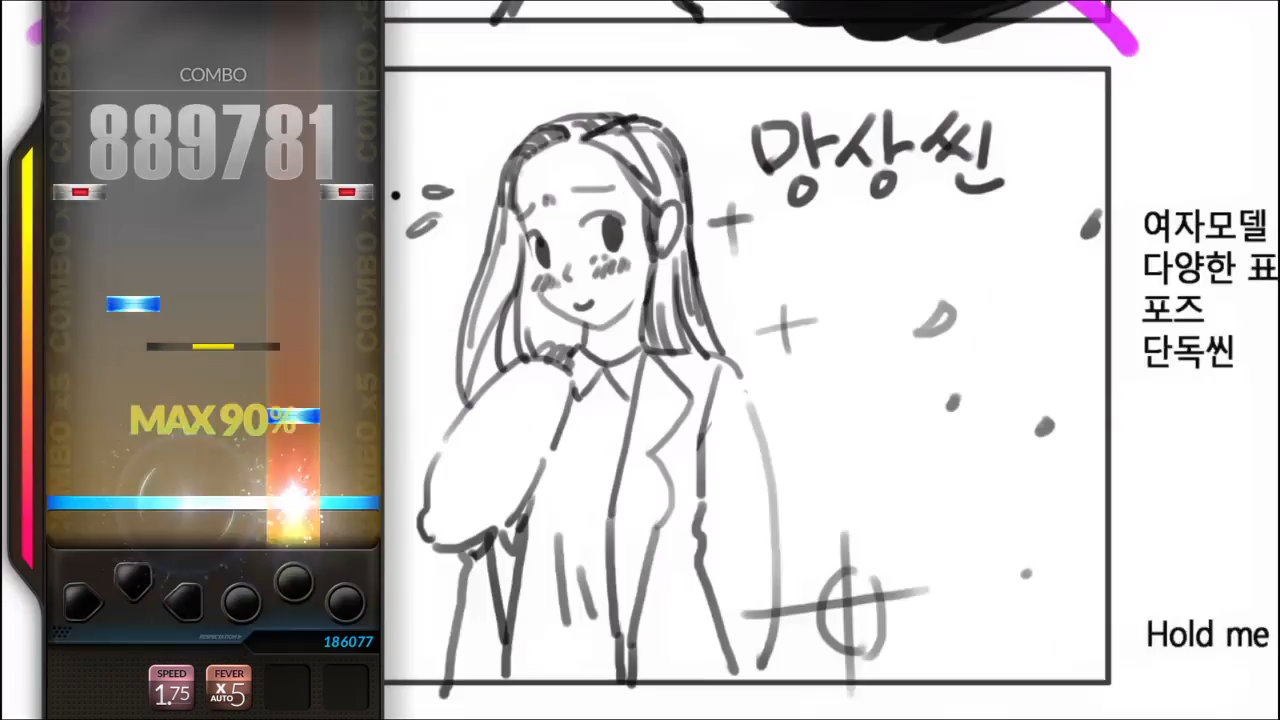 COMBO
889781
MAX 90%
186077
SPEED
1.75
FEVER
X AUTO 5
망상씬
여자모델
다양한 표
포즈
단독씬
Hold me